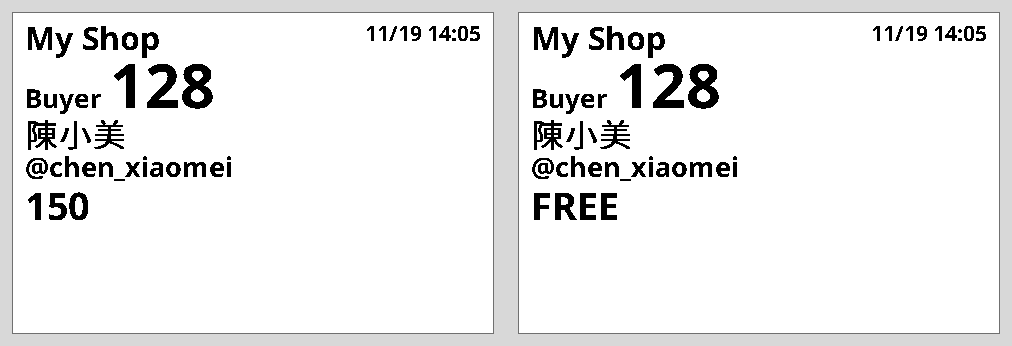 My Shop 11/19 14:05
Buyer 128
陳小美
@chen_xiaomei
150
My Shop 11/19 14:05
Buyer 128
陳小美
@chen_xiaomei
FREE